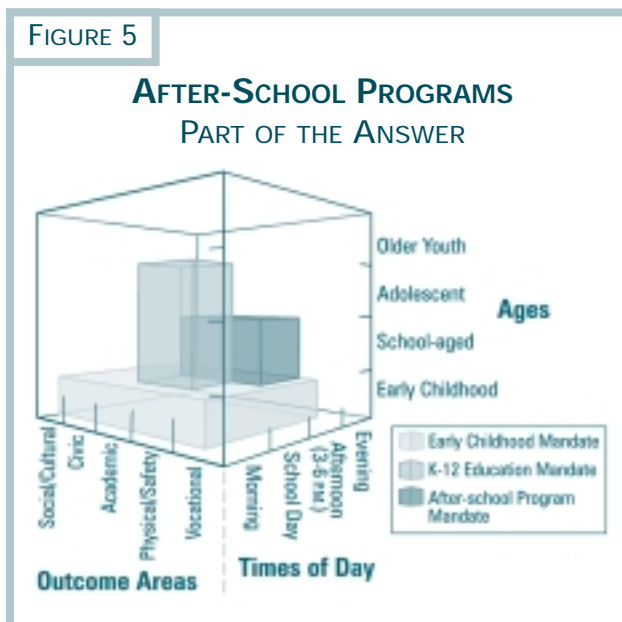 FIGURE 5
AFTER-SCHOOL PROGRAMS
PART OF THE ANSWER
Older Youth
Adolescent
Ages
School-aged
Early Childhood
Social/Cultural
Civic
Academic
Physical/Safety
Vocational
Morning
School Day
Afternoon
(3-6 PM)
Evening
Early Childhood Mandate
K-12 Education Mandate
After-school Program
Mandate
Outcome Areas
Times of Day